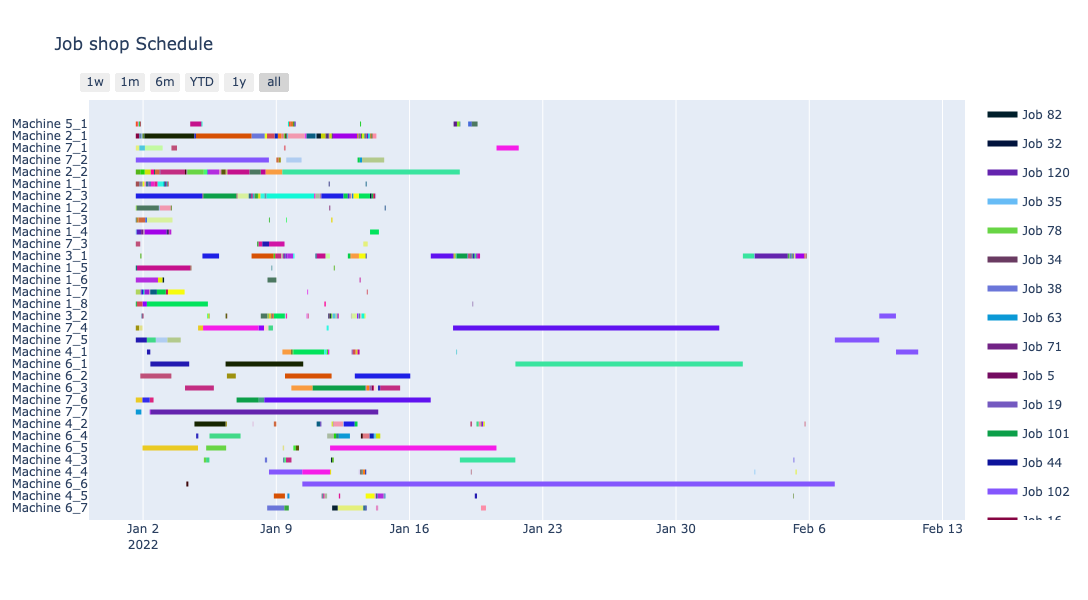 Job shop Schedule
1w 1m 6m YTD 1y all
Machine 5_1
Machine 2_1
Machine 7_1
Machine 7_2
Machine 2_2
Machine 1_1
Machine 2_3
Machine 1_2
Machine 1_3
Machine 1_4
Machine 7_3
Machine 3_1
Machine 1_5
Machine 1_6
Machine 1_7
Machine 1_8
Machine 3_2
Machine 7_4
Machine 7_5
Machine 4_1
Machine 6_1
Machine 6_2
Machine 6_3
Machine 7_6
Machine 7_7
Machine 4_2
Machine 6_4
Machine 6_5
Machine 4_3
Machine 4_4
Machine 6_6
Machine 4_5
Machine 6_7
Jan 2 Jan 9 Jan 16 Jan 23 Jan 30 Feb 6 Feb 13
2022
Job 82
Job 32
Job 120
Job 35
Job 78
Job 34
Job 38
Job 63
Job 71
Job 5
Job 19
Job 101
Job 44
Job 102
Job 16